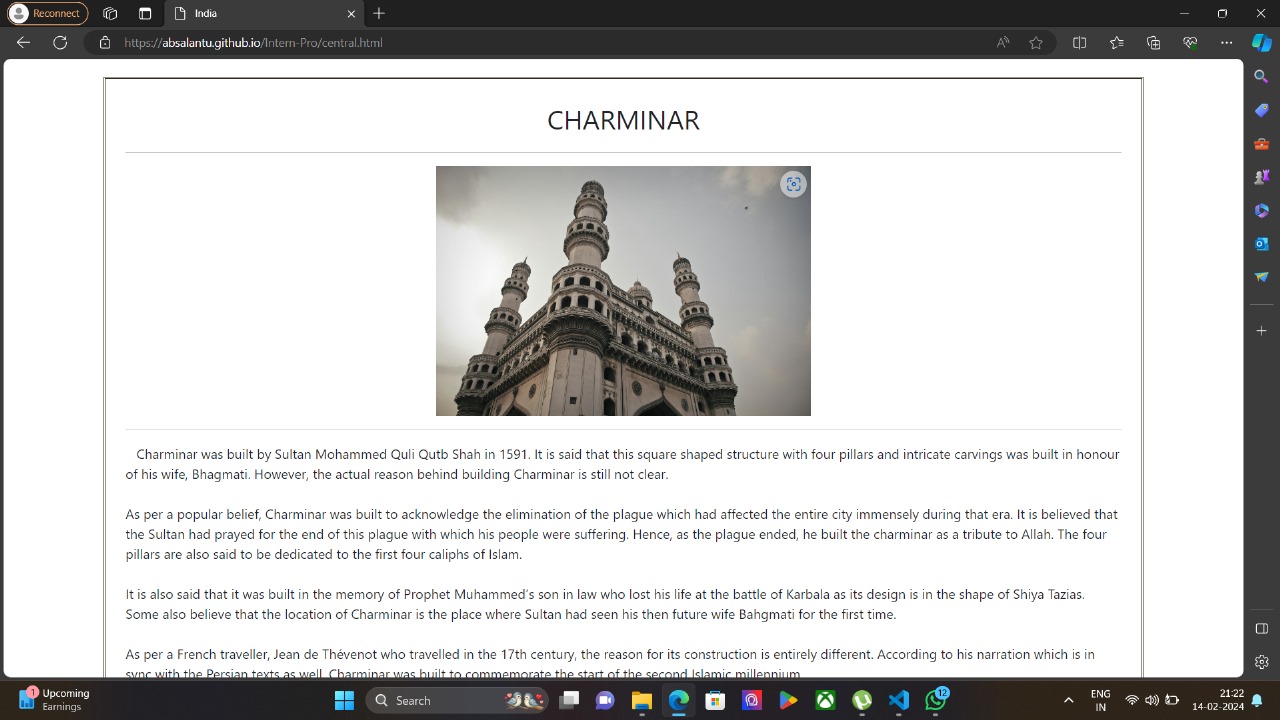 Reconnect
India
https://absalantu.github.io/Intern-Pro/central.html
CHARMINAR
Charminar was built by Sultan Mohammed Quli Qutb Shah in 1591. It is said that this square shaped structure with four pillars and intricate carvings was built in honour
of his wife, Bhagmati. However, the actual reason behind building Charminar is still not clear.
As per a popular belief, Charminar was built to acknowledge the elimination of the plague which had affected the entire city immensely during that era. It is believed that
the Sultan had prayed for the end of this plague with which his people were suffering. Hence, as the plague ended, he built the charminar as a tribute to Allah. The four
pillars are also said to be dedicated to the first four caliphs of Islam.
It is also said that it was built in the memory of Prophet Muhammed's son in law who lost his life at the battle of Karbala as its design is in the shape of Shiya Tazias.
Some also believe that the location of Charminar is the place where Sultan had seen his then future wife Bahgmati for the first time.
As per a French traveller, Jean de Thévenot who travelled in the 17th century, the reason for its construction is entirely different. According to his narration which is in
sync with the Persian texts as well, Charminar was built to commemorate the start of the second Islamic millennium
1
Upcoming
Earnings
Search
12
ENG
IN
21:22
14-02-2024